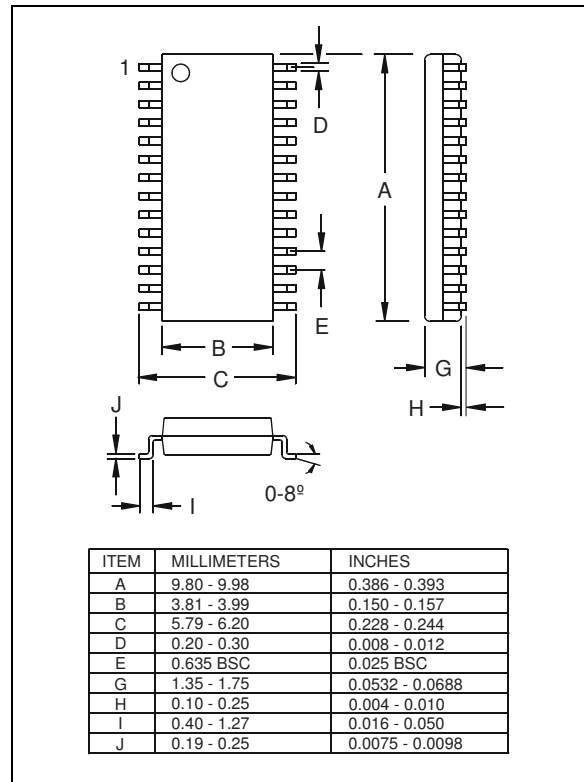 1
D
A
E
B
G
C
H
J
I
0-8º
ITEM MILLIMETERS INCHES
A 9.80 - 9.98 0.386 - 0.393
B 3.81 - 3.99 0.150 - 0.157
C 5.79 - 6.20 0.228 - 0.244
D 0.20 - 0.30 0.008 - 0.012
E 0.635 BSC 0.025 BSC
G 1.35 - 1.75 0.0532 - 0.0688
H 0.10 - 0.25 0.004 - 0.010
I 0.40 - 1.27 0.016 - 0.050
J 0.19 - 0.25 0.0075 - 0.0098